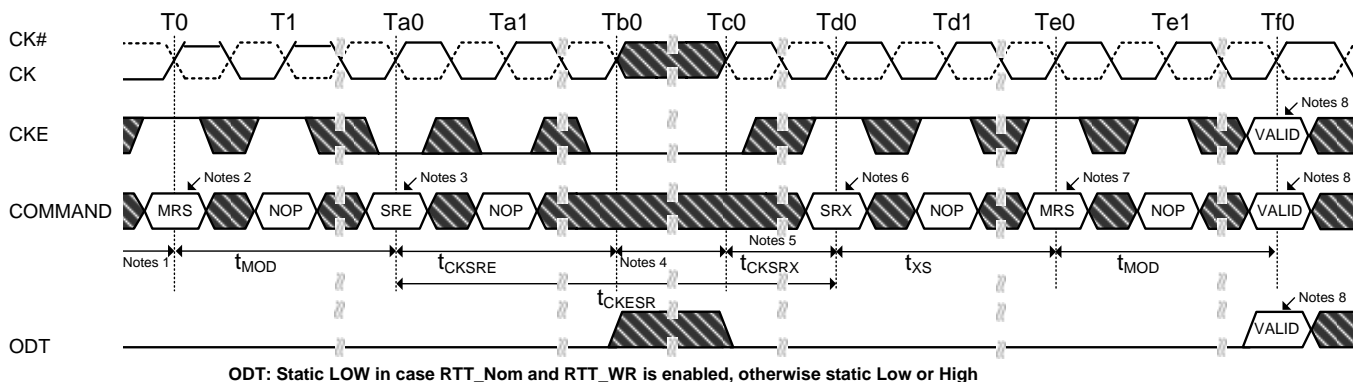 T0 T1 Ta0 Ta1 Tb0 Tc0 Td0 Td1 Te0 Te1 Tf0
CK#
CK
Notes 8
CKE VALID
Notes 2 Notes 3 Notes 6 Notes 7 Notes 8
COMMAND MRS NOP SRE NOP SRX NOP MRS NOP VALID
Notes 1 tMOD tCKSRE Notes 4 Notes 5 tCKSRX tXS tMOD
tCKESR
Notes 8
ODT VALID
ODT: Static LOW in case RTT_Nom and RTT_WR is enabled, otherwise static Low or High